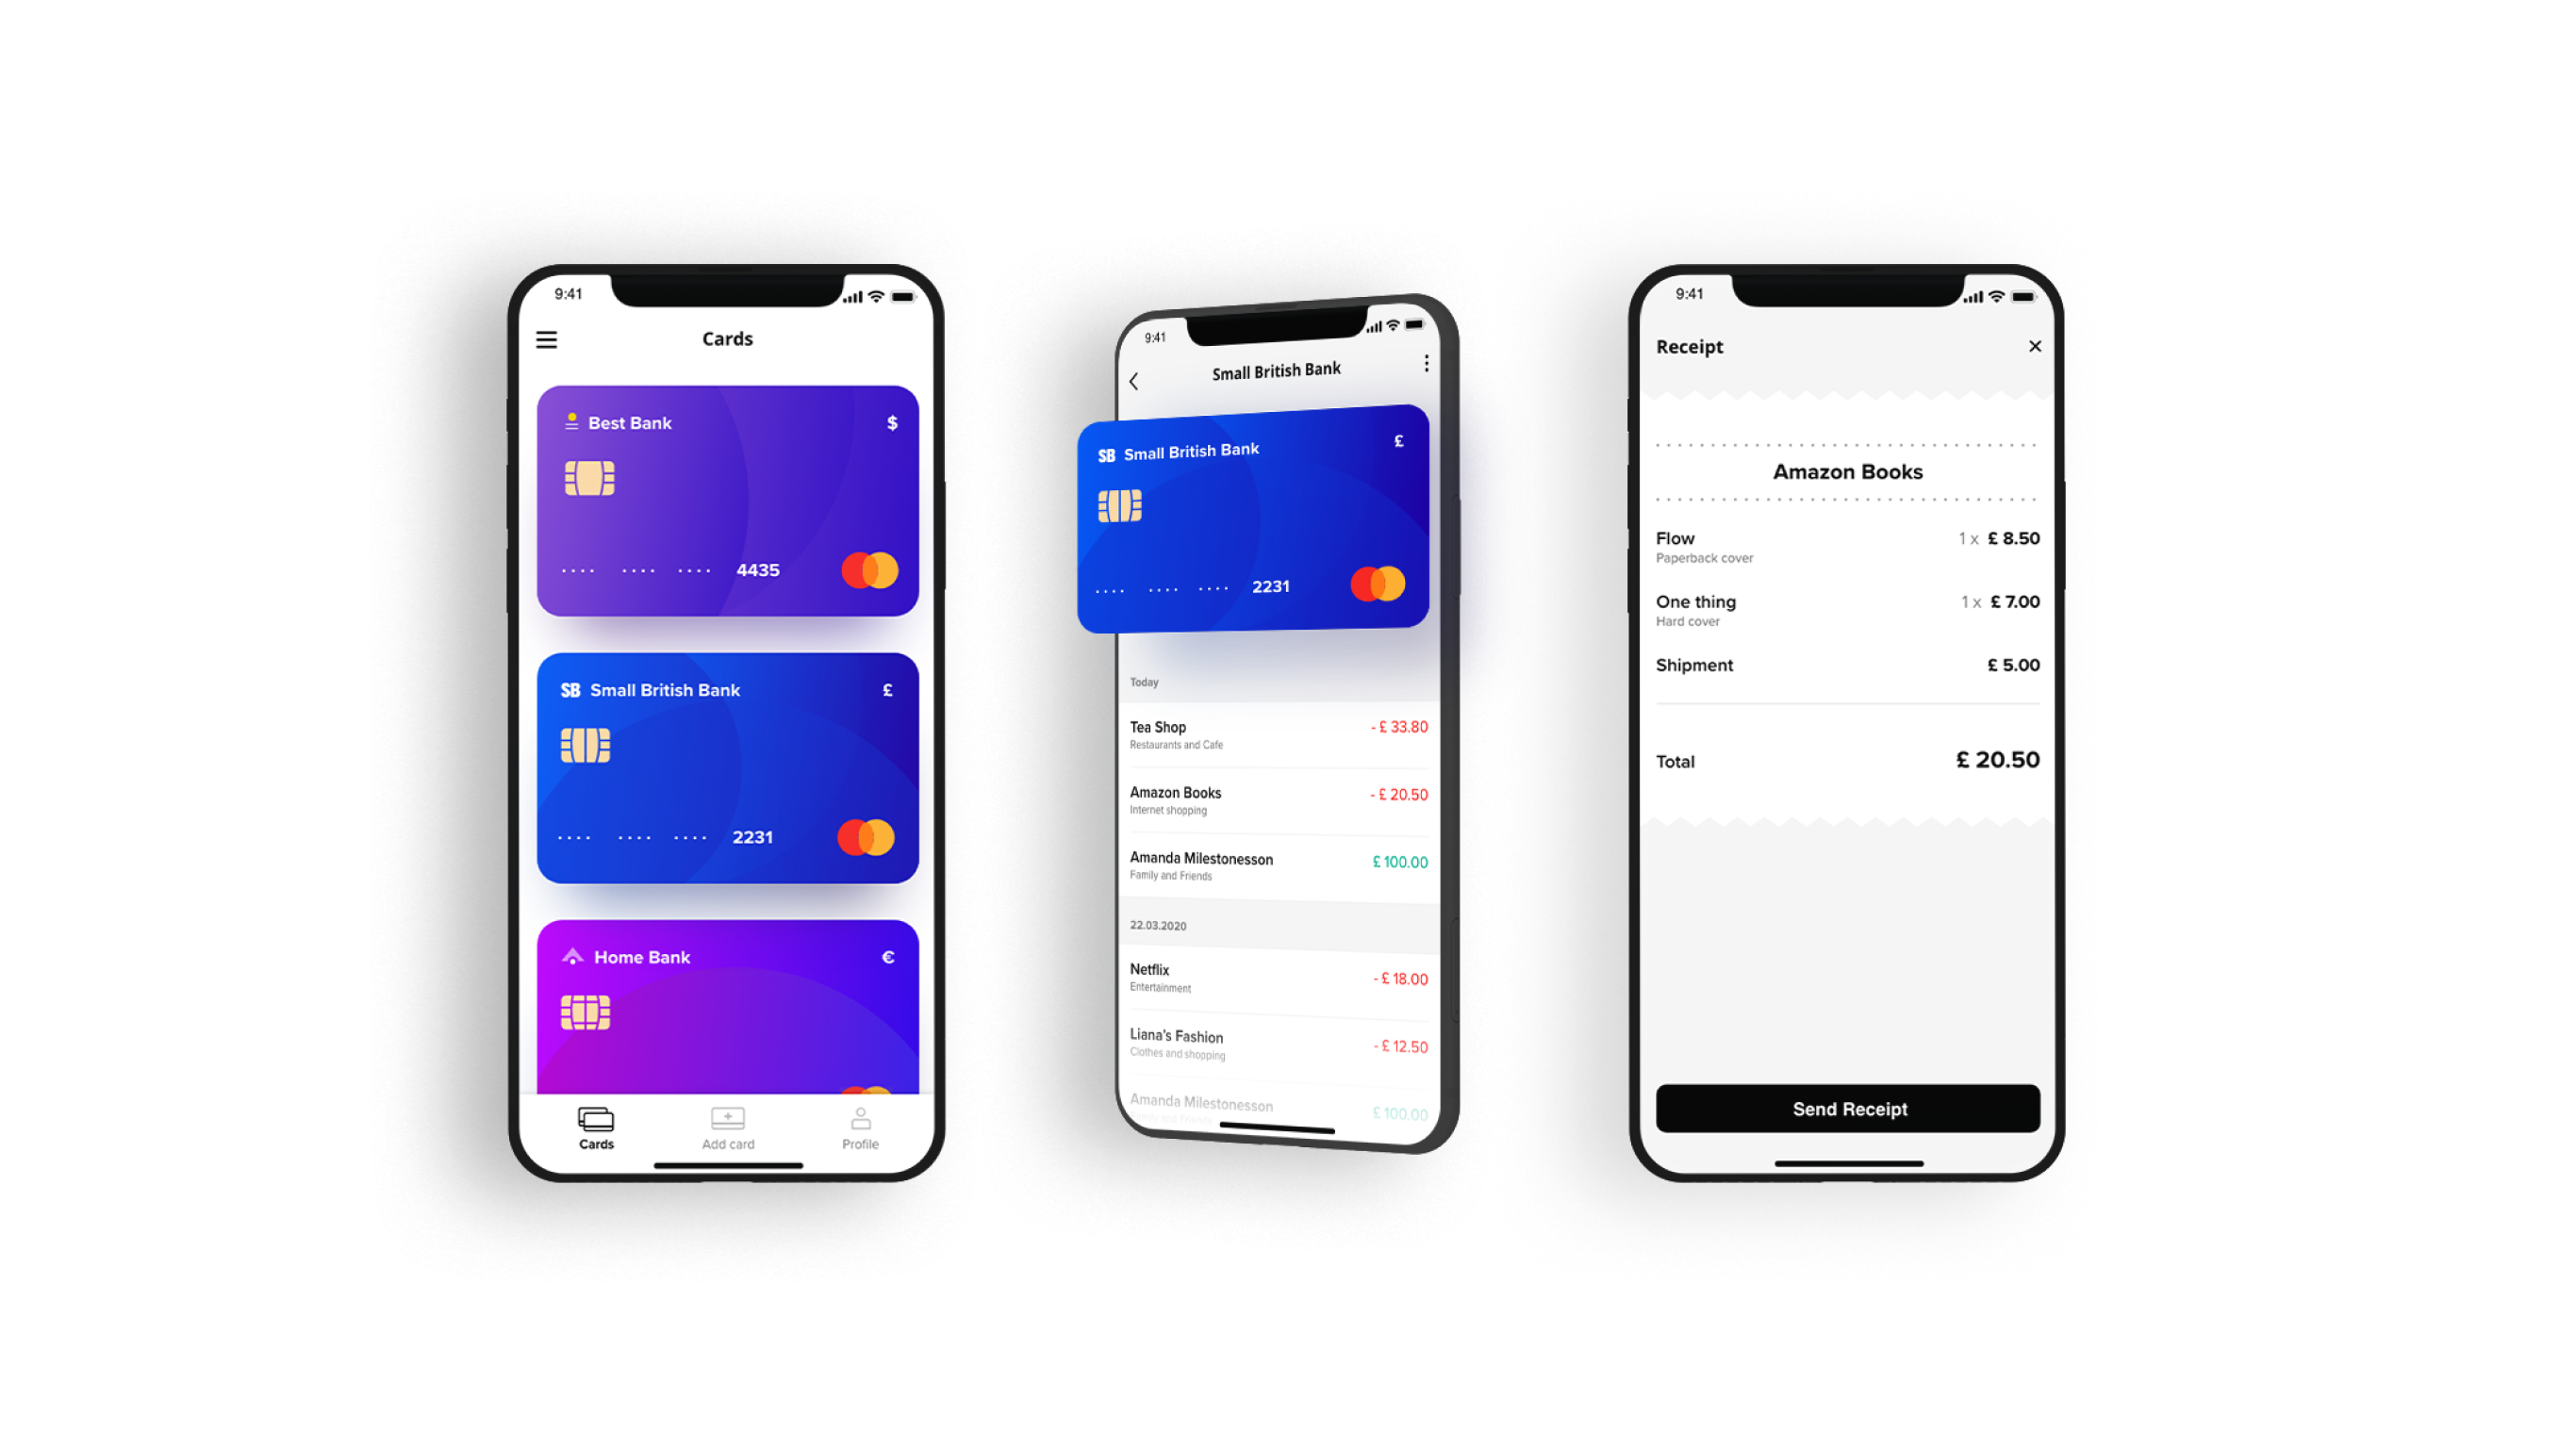 9:41
Cards
Best Bank $
.... .... .... 4435
SB Small British Bank £
.... .... .... 2231
Home Bank €
Cards Add card Profile
9:41
Small British Bank
SB Small British Bank £
.... .... .... 2231
Today
Tea Shop - £ 33.80
Restaurants and Cafe
Amazon Books - £ 20.50
Internet shopping
Amanda Milestonesson £ 100.00
Family and Friends
22.03.2020
Netflix - £ 18.00
Entertainment
Liana's Fashion - £ 12.50
Clothes and shopping
Amanda Milestonesson £ 100.00
Family and Friends
9:41
Receipt ×
Amazon Books
Flow 1 x £ 8.50
Paperback cover
One thing 1 x £ 7.00
Hard cover
Shipment £ 5.00
Total £ 20.50
Send Receipt